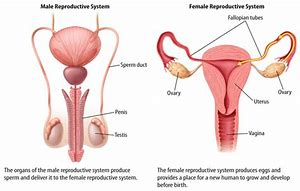 Male Reproductive System
Sperm duct
Penis
Testis
The organs of the male reproductive system produce
sperm and deliver it to the female reproductive system.
Female Reproductive System
Fallopian tubes
Ovary
Ovary
Uterus
Vagina
The female reproductive system produces eggs and
provides a place for a new human to grow and develop
before birth.